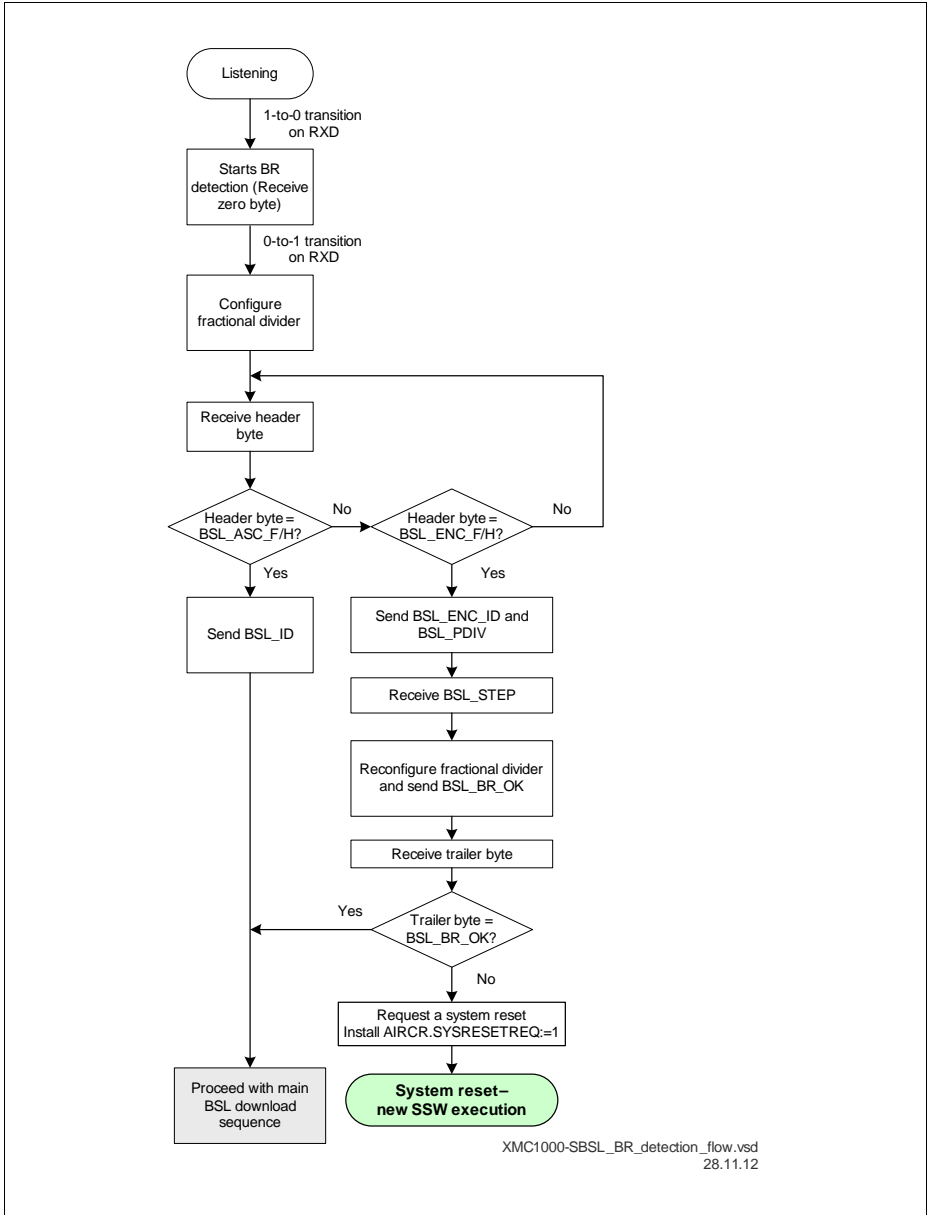 Listening
1-to-0 transition
on RXD
Starts BR
detection (Receive
zero byte)
0-to-1 transition
on RXD
Configure
fractional divider
Receive header
byte
Header byte =
BSL_ASC_F/H?
No
Header byte =
BSL_ENC_F/H?
No
Yes
Yes
Send BSL_ID
Send BSL_ENC_ID and
BSL_PDIV
Receive BSL_STEP
Reconfigure fractional divider
and send BSL_BR_OK
Receive trailer byte
Yes
Trailer byte =
BSL_BR_OK?
No
Request a system reset
Install AIRCR.SYSRESETREQ:=1
Proceed with main
BSL download
sequence
System reset–
new SSW execution
XMC1000-SBSL_BR_detection_flow.vsd
28.11.12